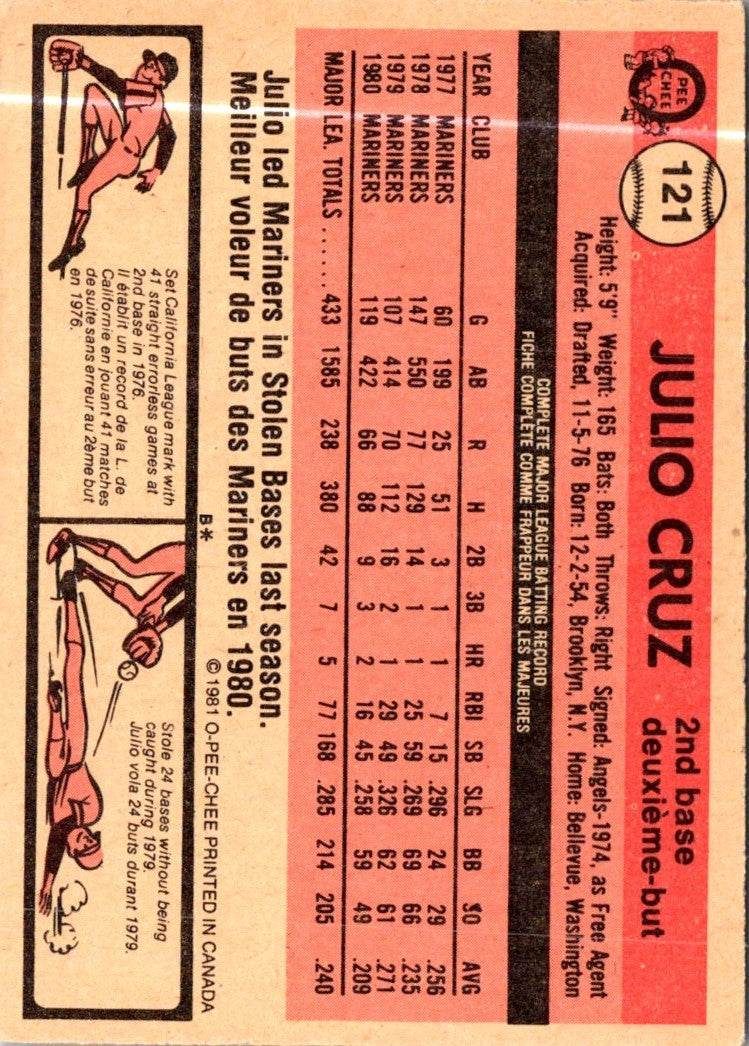 O
PEE
CHEE
121
JULIO CRUZ
2nd base,
deuxième-but
Height: 5'9" Weight: 165 Bats: Both Throws: Right Signed: Angels-1974, as Free Agent
Acquired: Drafted, 11-5-76 Born: 12-2-54, Brooklyn, N.Y. Home: Bellevue, Washington
COMPLETE MAJOR LEAGUE BATTING RECORD
FICHE COMPLÈTE COMME FRAPPEUR DANS LES MAJEURES
YEAR CLUB G AB R H 2B 3B HR RBI SB SLG BB SO AVG
1977 MARINERS 60 199 25 51 3 1 1 7 15 .296 24 29 .256
1978 MARINERS 147 550 77 129 14 1 1 25 59 .269 69 66 .235
1979 MARINERS 107 414 70 112 16 2 1 29 49 .326 62 61 .271
1980 MARINERS 119 422 66 88 9 3 2 16 45 .258 59 49 .209
MAJOR LEA. TOTALS ...... 433 1585 238 380 42 7 5 77 168 .285 214 205 .240
Julio led Mariners in Stolen Bases last season.
Meilleur voleur de buts des Mariners en 1980.
B* © 1981 O-PEE-CHEE PRINTED IN CANADA
Set California League mark with
41 straight errorless games at
2nd base in 1976.
Il établit un record de la L. de
Californie en jouant 41 matches
de suite sans erreur au 2ème but
en 1976.
Stole 24 bases without being
caught during 1979.
Julio vola 24 buts durant 1979.